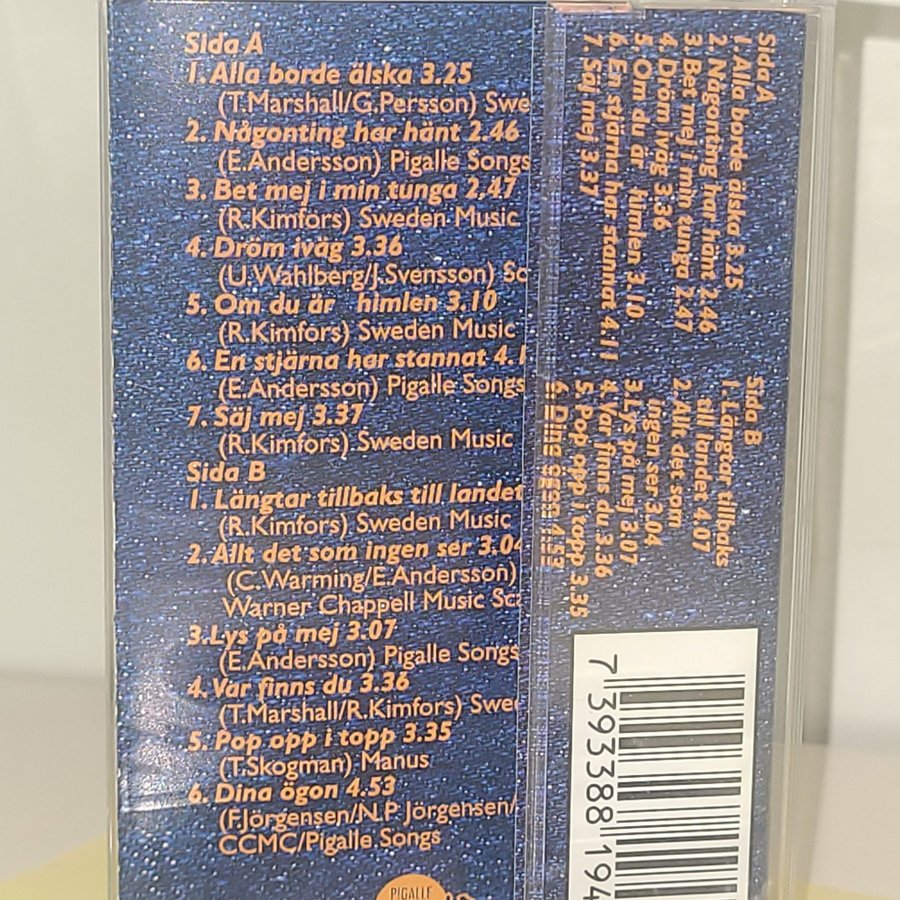 Sida A
1. Alla borde älska 3.25
(T.Marshall/G.Persson) Swe
2. Någonting har hänt 2.46
(E.Andersson) Pigalle Songs
3. Bet mej i min tunga 2,47
(R.Kimfors) Sweden Music
4. Dröm iväg 3.36
(U.Wahlberg/J.Svensson) Sc
5. Om du är himlen 3.10
(R.Kimfors) Sweden Music
6. En stjärna har stannat 4.1
(E.Andersson) Pigalle Songs
7. Säj mej 3.37
(R.Kimfors) Sweden Music
Sida B
1. Längtar tillbaks till landet
(R.Kimfors) Sweden Music
2. Allt det som ingen ser 3.04
(C.Warming/E.Andersson)
Warner Chappell Music Sca
3.Lys på mej 3.07
(E.Andersson) Pigalle Songs
4. Var finns du 3.36
(T.Marshall/R.Kimfors) Swe
5. Pop opp i topp 3.35
(T.Skogman) Manus
6. Dina ögon 4.53
(F.Jörgensen/N.P Jörgensen/
CCMC/Pigalle Songs
PIGALLE
Sida A
1. Alla borde älska 3.25
2. Någonting har hänt 2.46
3. Bet mej i min tunga 2.47
4. Dröm iväg 3.36
5. Om du är himlen 3.10
6. En stjärna har stannat 4.11
7. Säj mej 3.37
Sida B
1. Längtar tillbaks
till landet 4.07
2. Allt det som
ingen ser 3.04
3. Lys på mej 3.07
4. Var finns du 3.36
5. Pop opp i topp 3.35
6. Dina ögon 4.53
7 393388 194